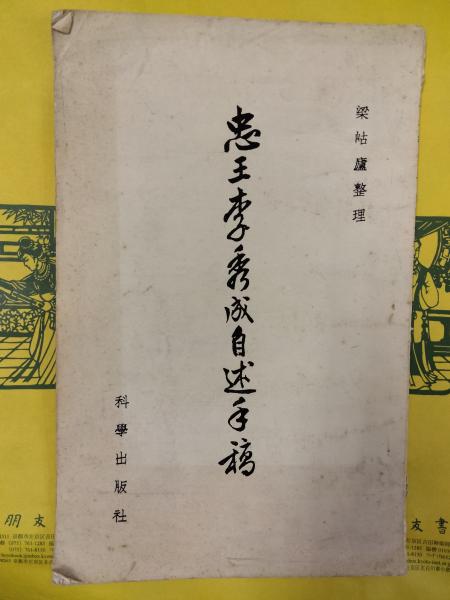 梁岵廬整理
忠王李秀成自述手稿
科學出版社
朋友
友書